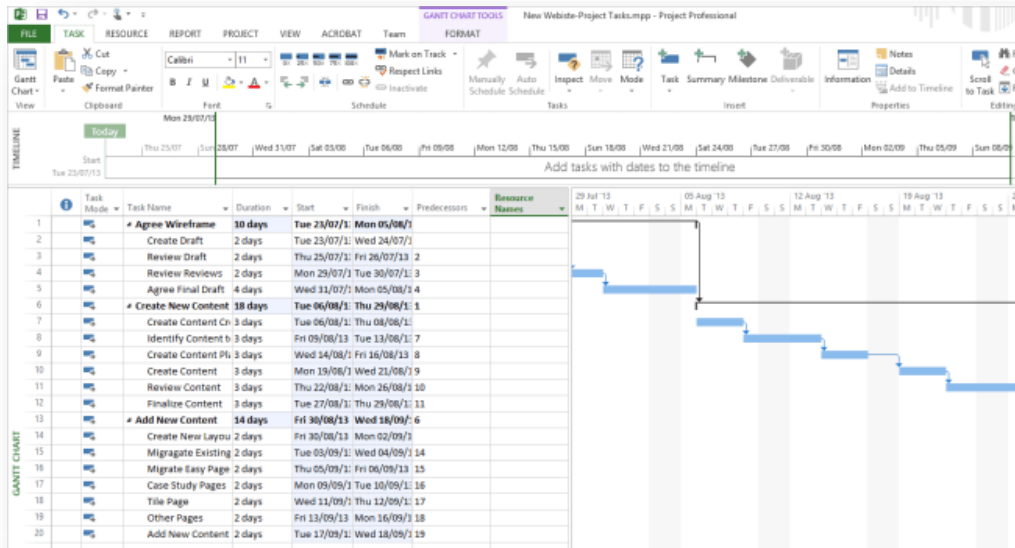 GANTT CHART TOOLS New Webiste-Project Tasks.mpp - Project Professional
FILE TASK RESOURCE REPORT PROJECT VIEW ACROBAT Team FORMAT
Gantt Chart
Paste
Cut
Copy
Format Painter
Calibri 11
B I U
Mark on Track
Respect Links
Inactivate
Manually Schedule
Auto Schedule
Inspect Move Mode
Task Summary Milestone Deliverable
Information
Notes
Details
Add to Timeline
Scroll to Task
View Clipboard Font Schedule Tasks Insert Properties Editing
TIMELINE
Mon 29/07/13
Today
Thu 25/07 Sun 28/07 Wed 31/07 Sat 03/08 Tue 06/08 Fri 09/08 Mon 12/08 Thu 15/08 Sun 18/08 Wed 21/08 Sat 24/08 Tue 27/08 Fri 30/08 Mon 02/09 Thu 05/09 Sun 08/09
Start
Tue 23/07/13
Add tasks with dates to the timeline
GANTT CHART
Task Mode Task Name Duration Start Finish Predecessors Resource Names
29 Jul '13 05 Aug '13 12 Aug '13 19 Aug '13
M T W T F S S M T W T F S S M T W T F S S M T W T F S S
1 Agree Wireframe 10 days Tue 23/07/1 Mon 05/08/1
2 Create Draft 2 days Tue 23/07/1 Wed 24/07/1
3 Review Draft 2 days Thu 25/07/1 Fri 26/07/13 2
4 Review Reviews 2 days Mon 29/07/1 Tue 30/07/1 3
5 Agree Final Draft 4 days Wed 31/07/1 Mon 05/08/1 4
6 Create New Content 18 days Tue 06/08/1 Thu 29/08/1 1
7 Create Content Cr 3 days Tue 06/08/1 Thu 08/08/1
8 Identify Content t 3 days Fri 09/08/13 Tue 13/08/1 7
9 Create Content Pl 3 days Wed 14/08/1 Fri 16/08/13 8
10 Create Content 3 days Mon 19/08/1 Wed 21/08/1 9
11 Review Content 3 days Thu 22/08/1 Mon 26/08/1 10
12 Finalize Content 3 days Tue 27/08/1 Thu 29/08/1 11
13 Add New Content 14 days Fri 30/08/13 Wed 18/09/ 6
14 Create New Layou 2 days Fri 30/08/13 Mon 02/09/1
15 Migragate Existing 2 days Tue 03/09/1 Wed 04/09/1 14
16 Migrate Easy Page 2 days Thu 05/09/1 Fri 06/09/13 15
17 Case Study Pages 2 days Mon 09/09/1 Tue 10/09/1 16
18 Tile Page 2 days Wed 11/09/1 Thu 12/09/1 17
19 Other Pages 2 days Fri 13/09/13 Mon 16/09/1 18
20 Add New Content 2 days Tue 17/09/1 Wed 18/09/1 19